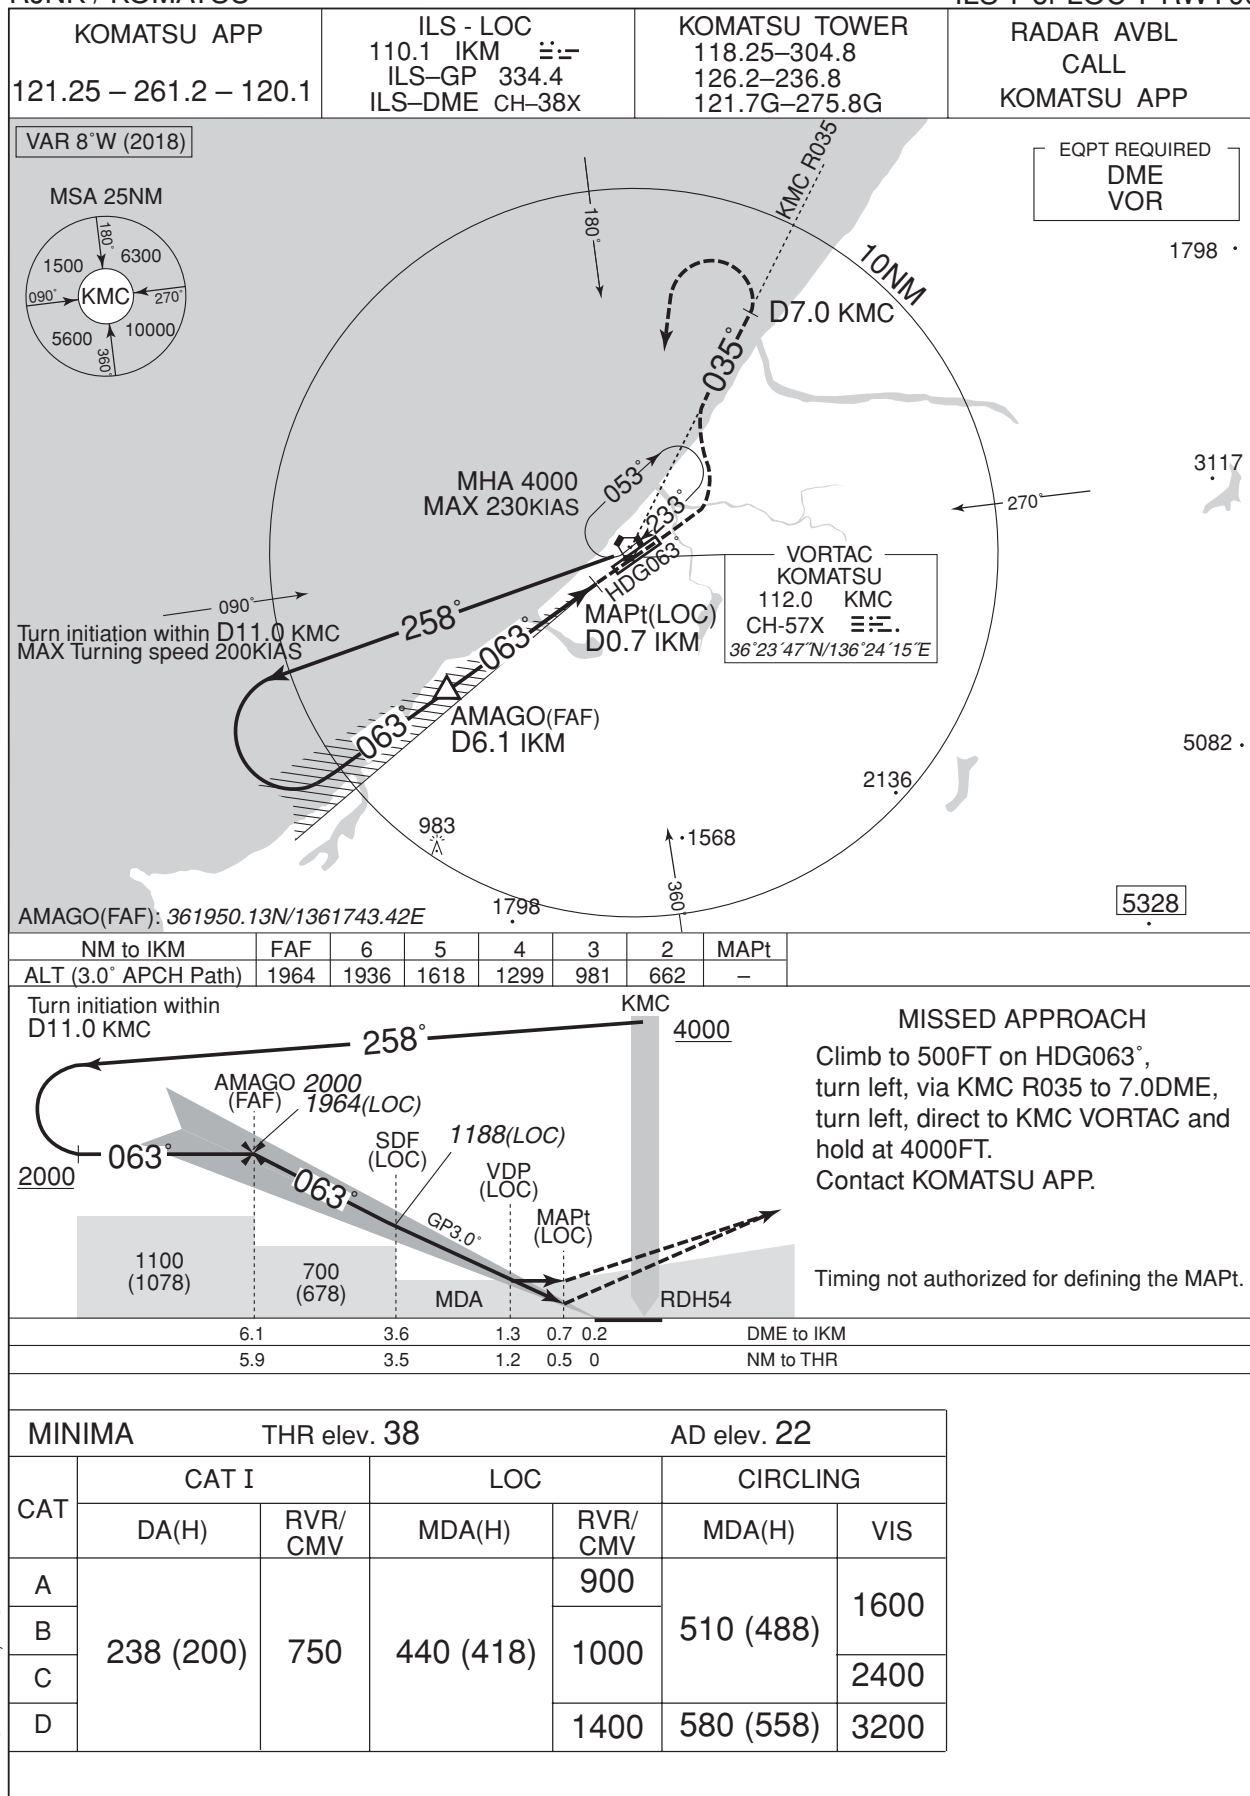 RJNK / KOMATSU
KOMATSU APP
121.25 – 261.2 – 120.1
ILS - LOC
110.1 IKM
ILS–GP 334.4
ILS–DME CH–38X
KOMATSU TOWER
118.25–304.8
126.2–236.8
121.7G–275.8G
RADAR AVBL
CALL
KOMATSU APP
VAR 8°W (2018)
MSA 25NM
180°
1500
6300
090°
KMC
270°
5600
10000
360°
EQPT REQUIRED
DME
VOR
KMC R035
180°
10NM
1798
D7.0 KMC
035°
3117
MHA 4000
MAX 230KIAS
053°
233°
270°
HDG063°
VORTAC
KOMATSU
112.0 KMC
CH-57X
36°23´47˝N/136°24´15˝E
090°
Turn initiation within D11.0 KMC
MAX Turning speed 200KIAS
258°
063°
MAPt(LOC)
D0.7 IKM
063°
AMAGO(FAF)
D6.1 IKM
5082
2136
983
1568
360°
1798
5328
AMAGO(FAF): 361950.13N/1361743.42E
NM to IKM FAF 6 5 4 3 2 MAPt
ALT (3.0° APCH Path) 1964 1936 1618 1299 981 662 –
Turn initiation within
D11.0 KMC
258°
KMC
4000
AMAGO
(FAF)
2000
1964(LOC)
SDF
(LOC)
1188(LOC)
VDP
(LOC)
MAPt
(LOC)
2000
063°
063°
GP3.0°
1100
(1078)
700
(678)
MDA
RDH54
MISSED APPROACH
Climb to 500FT on HDG063°,
turn left, via KMC R035 to 7.0DME,
turn left, direct to KMC VORTAC and
hold at 4000FT.
Contact KOMATSU APP.
Timing not authorized for defining the MAPt.
6.1 3.6 1.3 0.7 0.2 DME to IKM
5.9 3.5 1.2 0.5 0 NM to THR
MINIMA THR elev. 38 AD elev. 22
CAT CAT I LOC CIRCLING
DA(H) RVR/CMV MDA(H) RVR/CMV MDA(H) VIS
A 900
B 238 (200) 750 440 (418) 1000 510 (488) 1600
C 2400
D 1400 580 (558) 3200